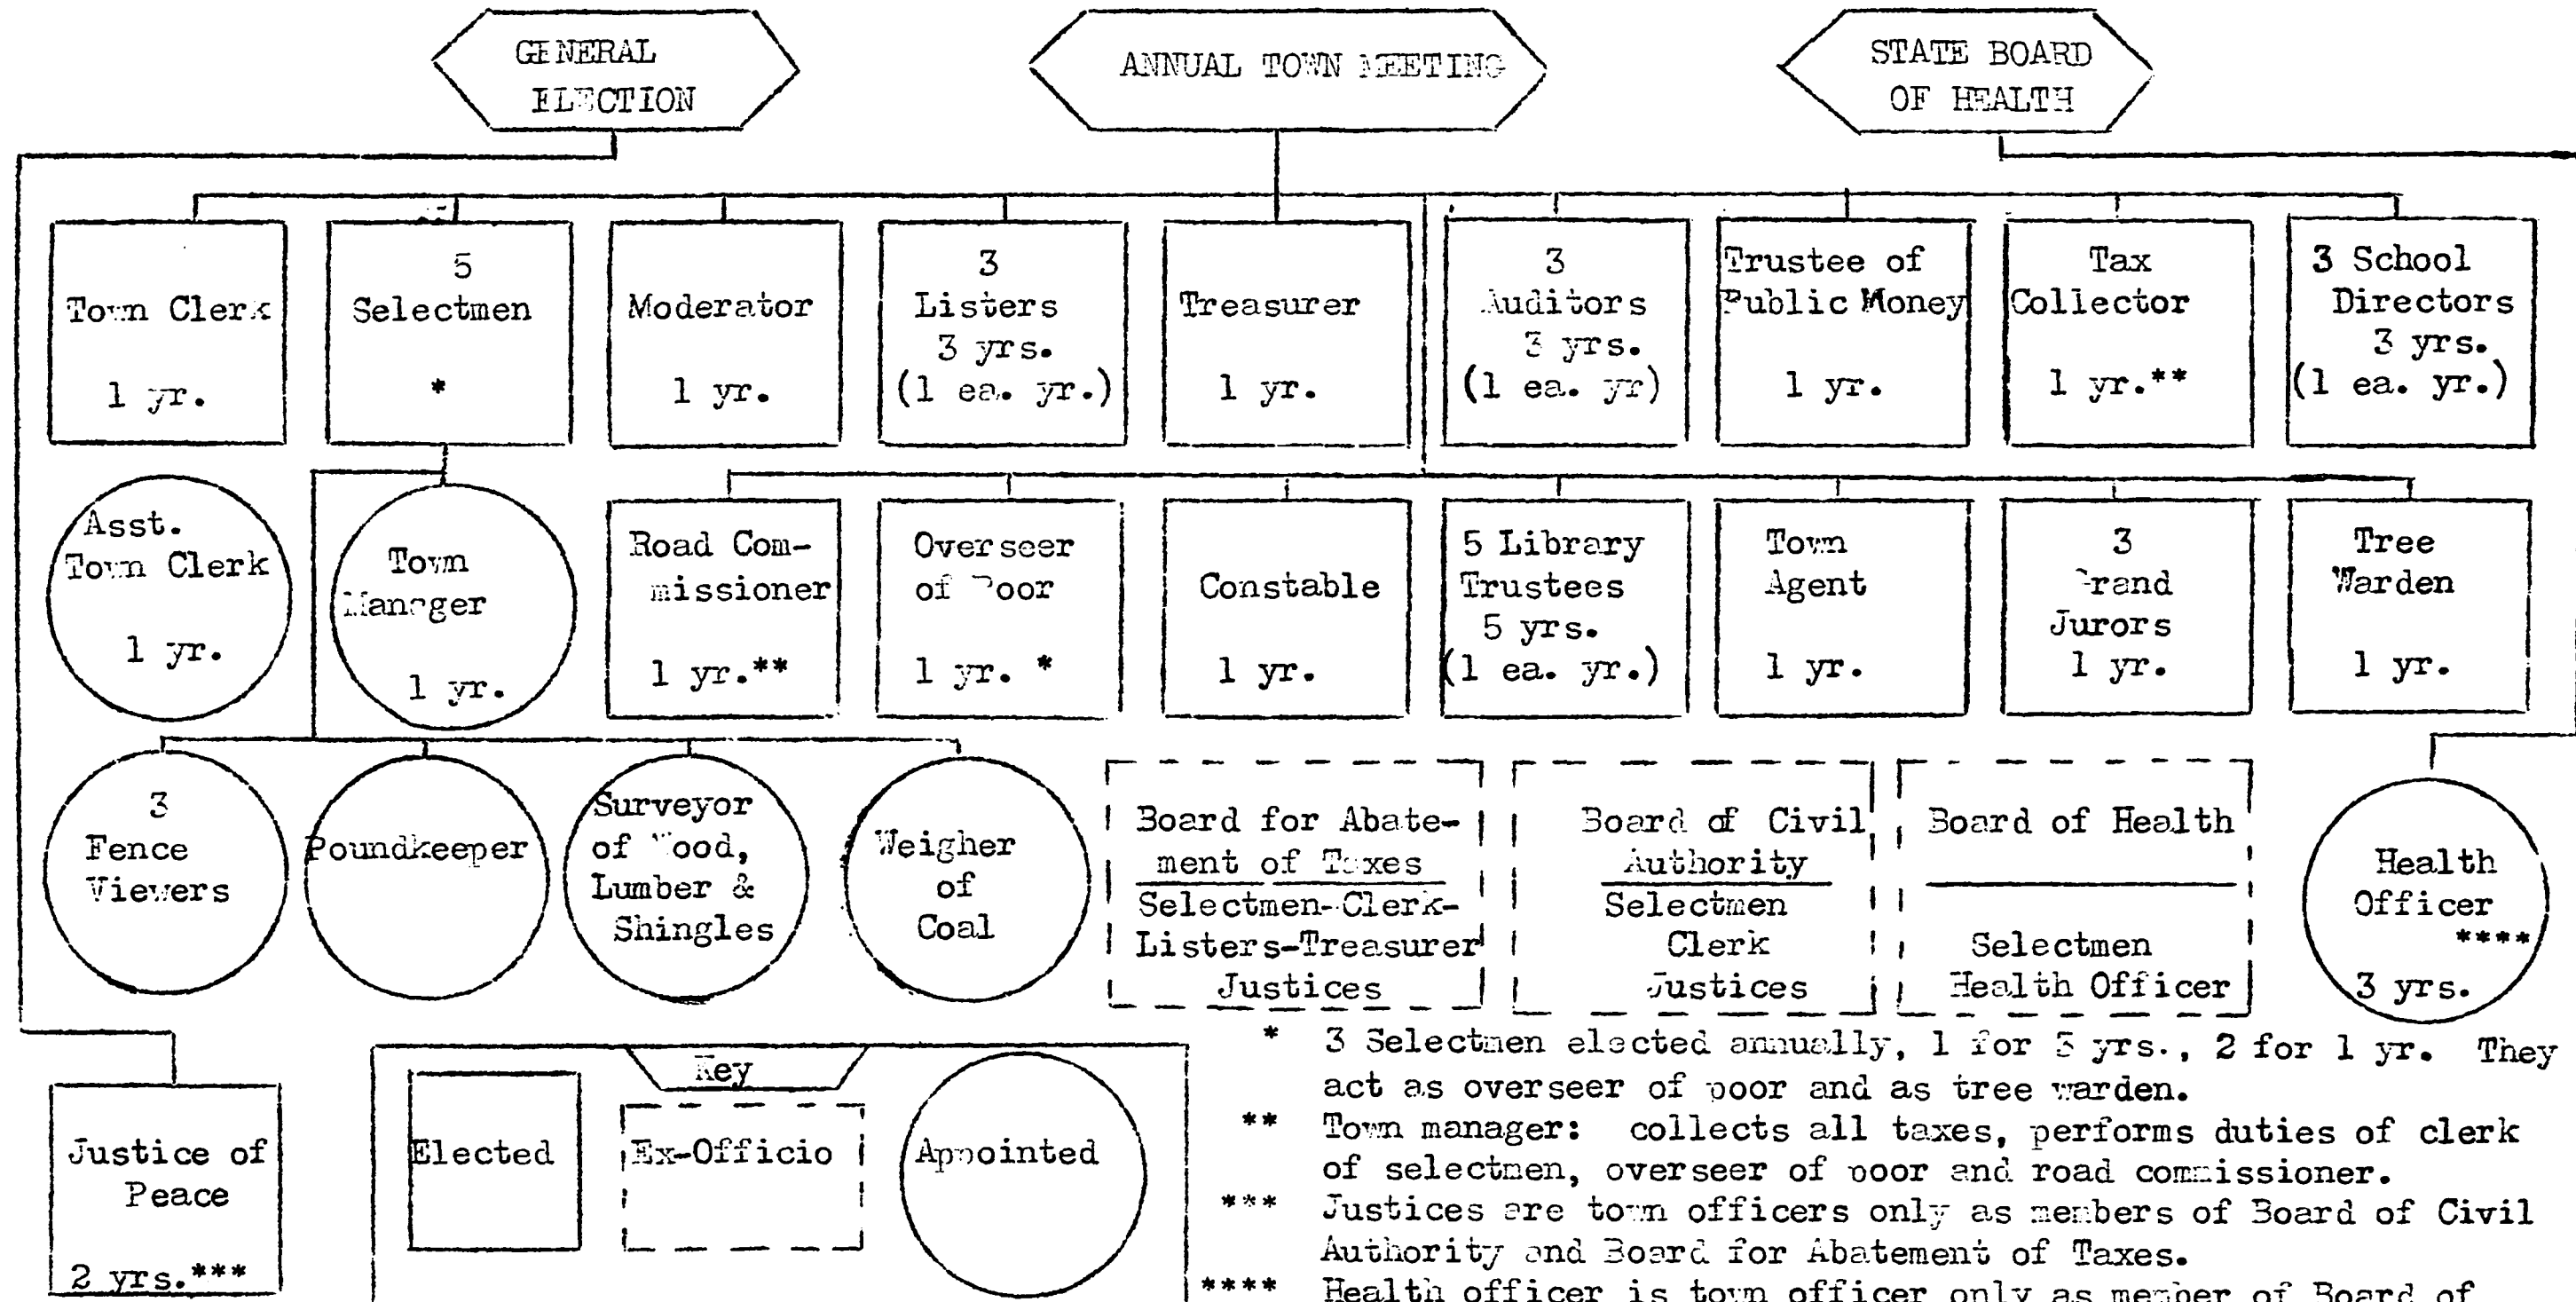 GENERAL
ELECTION
ANNUAL TOWN MEETING
STATE BOARD
OF HEALTH
Town Clerk
1 yr.
5
Selectmen
*
Moderator
1 yr.
3
Listers
3 yrs.
(1 ea. yr.)
Treasurer
1 yr.
3
Auditors
3 yrs.
(1 ea. yr)
Trustee of
Public Money
1 yr.
Tax
Collector
1 yr.**
3 School
Directors
3 yrs.
(1 ea. yr.)
Asst.
Town Clerk
1 yr.
Town
Manager
1 yr.
Road Com-
missioner
1 yr.**
Overseer
of Poor
1 yr. *
Constable
1 yr.
5 Library
Trustees
5 yrs.
(1 ea. yr.)
Town
Agent
1 yr.
3
Grand
Jurors
1 yr.
Tree
Warden
1 yr.
3
Fence
Viewers
Poundkeeper
Surveyor
of Wood,
Lumber &
Shingles
Weigher
of
Coal
Board for Abate-
ment of Taxes
Selectmen-Clerk-
Listers-Treasurer
Justices
Board of Civil
Authority
Selectmen
Clerk
Justices
Board of Health
Selectmen
Health Officer
Health
Officer
****
3 yrs.
Justice of
Peace
2 yrs.***
Key
Elected
Ex-Officio
Appointed
* 3 Selectmen elected annually, 1 for yrs., 2 for 1 yr. They
act as overseer of poor and as tree warden.
** Town manager: collects all taxes, performs duties of clerk
of selectmen, overseer of poor and road commissioner.
*** Justices are town officers only as members of Board of Civil
Authority and Board for Abatement of Taxes.
**** Health officer is town officer only as member of Board of